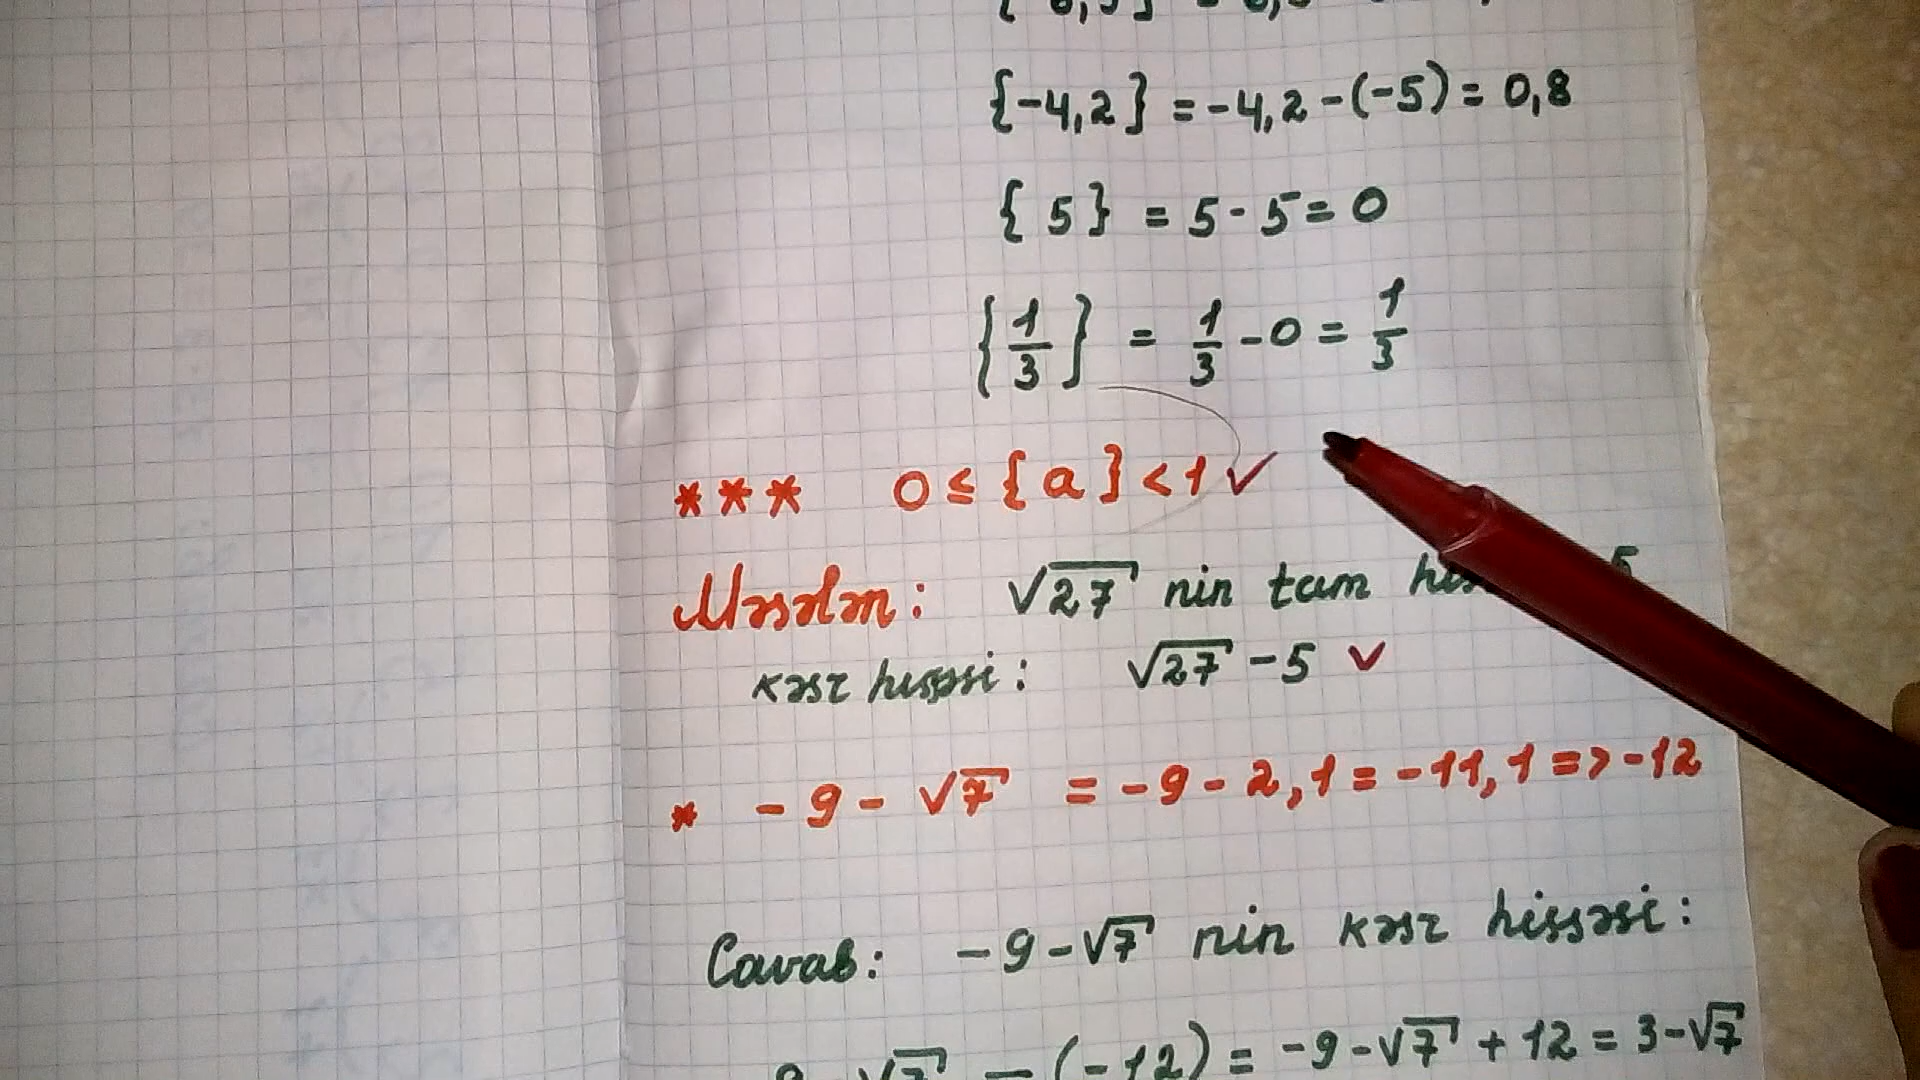 {-4,2} = -4,2 - (-5) = 0,8
{5} = 5 - 5 = 0
{1/3} = 1/3 - 0 = 1/3
*** 0 ≤ {a} < 1 ✓
Məsələn: √27 nin tam 5
kəsr hissəsi: √27 - 5 ✓
* -9 - √7 = -9 - 2,1 = -11,1 => -12
Cavab: -9 - √7 nin kəsr hissəsi:
√7 - (-12) = -9 - √7 + 12 = 3 - √7